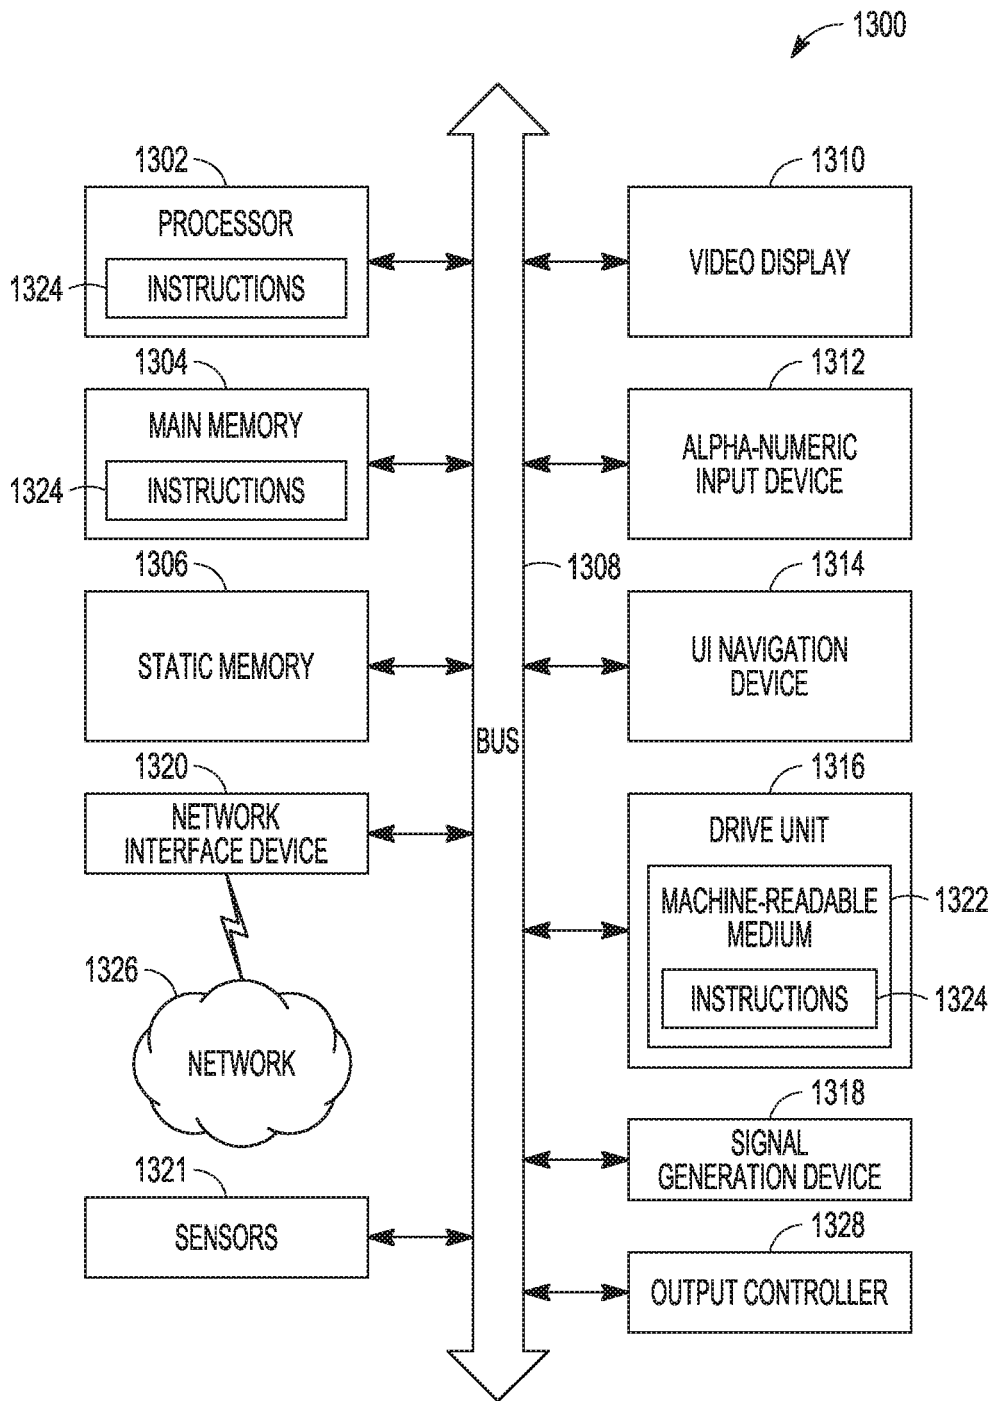 1300
1302
PROCESSOR
1324
INSTRUCTIONS
1304
MAIN MEMORY
1324
INSTRUCTIONS
1306
STATIC MEMORY
1320
NETWORK
INTERFACE DEVICE
1326
NETWORK
1321
SENSORS
1308
BUS
1310
VIDEO DISPLAY
1312
ALPHA-NUMERIC
INPUT DEVICE
1314
UI NAVIGATION
DEVICE
1316
DRIVE UNIT
MACHINE-READABLE
MEDIUM
1322
INSTRUCTIONS
1324
1318
SIGNAL
GENERATION DEVICE
1328
OUTPUT CONTROLLER